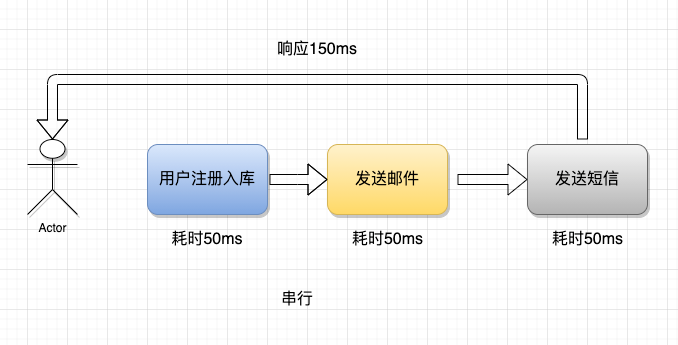 响应150ms
用户注册入库
发送邮件
发送短信
Actor
耗时50ms
耗时50ms
耗时50ms
串行